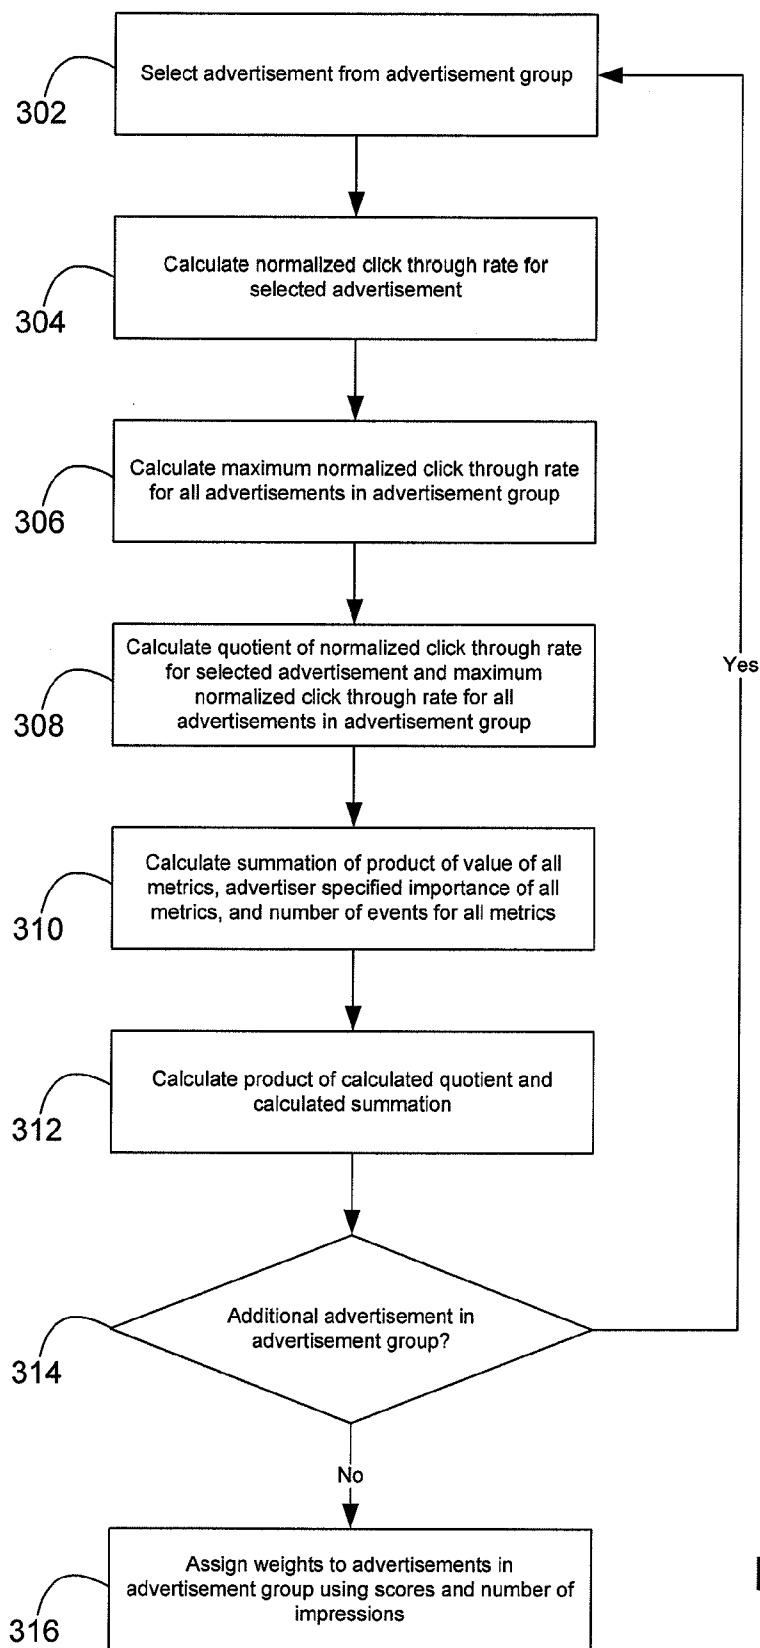 Select advertisement from advertisement group
302
Calculate normalized click through rate for
selected advertisement
304
Calculate maximum normalized click through rate
for all advertisements in advertisement group
306
Calculate quotient of normalized click through rate
for selected advertisement and maximum
normalized click through rate for all
advertisements in advertisement group
308
Yes
Calculate summation of product of value of all
metrics, advertiser specified importance of all
metrics, and number of events for all metrics
310
Calculate product of calculated quotient and
calculated summation
312
Additional advertisement in
advertisement group?
314
No
Assign weights to advertisements in
advertisement group using scores and number of
impressions
316